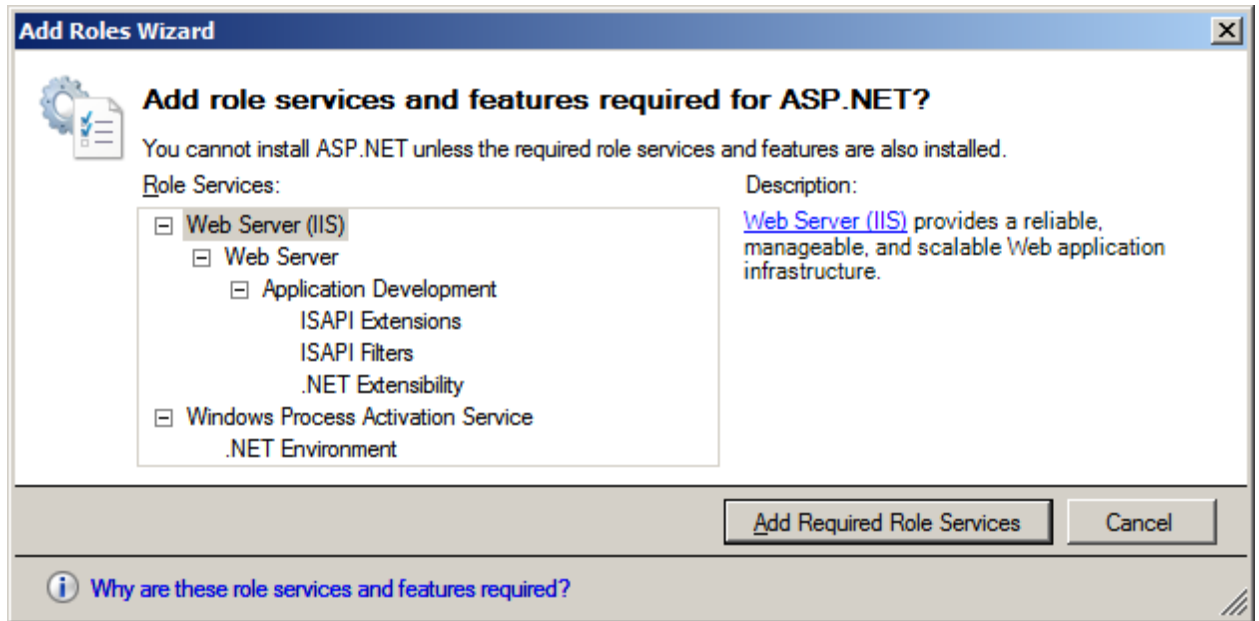 Add Roles Wizard
Add role services and features required for ASP.NET?
You cannot install ASP.NET unless the required role services and features are also installed.
Role Services:
Description:
Web Server (IIS)
Web Server
Application Development
ISAPI Extensions
ISAPI Filters
.NET Extensibility
Windows Process Activation Service
.NET Environment
Web Server (IIS) provides a reliable,
manageable, and scalable Web application
infrastructure.
Add Required Role Services
Cancel
Why are these role services and features required?